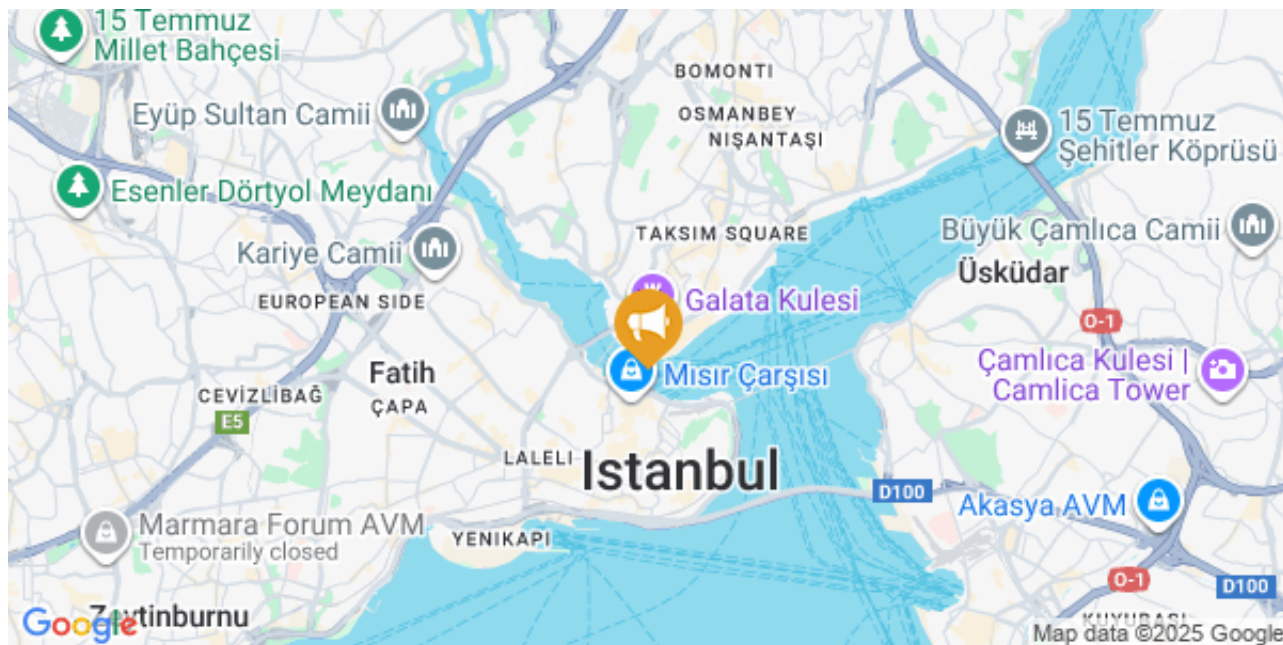 15 Temmuz
Millet Bahçesi
BOMONTI
Eyüp Sultan Camii
OSMANBEY
NIŞANTAŞI
15 Temmuz
Şehitler Köprüsü
Esenler Dörtyol Meydanı
TAKSIM SQUARE
Büyük Çamlıca Camii
Kariye Camii
Üsküdar
EUROPEAN SIDE
Galata Kulesi
O-1
Fatih
Mısır Çarşısı
Çamlıca Kulesi |
Camlica Tower
CEVIZLIBAĞ
ÇAPA
E5
LALELI
Istanbul
D100
Akasya AVM
Marmara Forum AVM
Temporarily closed
YENIKAPI
O-1
D100
Zeytinburnu
Google
KUYUBAŞI
Map data ©2025 Google